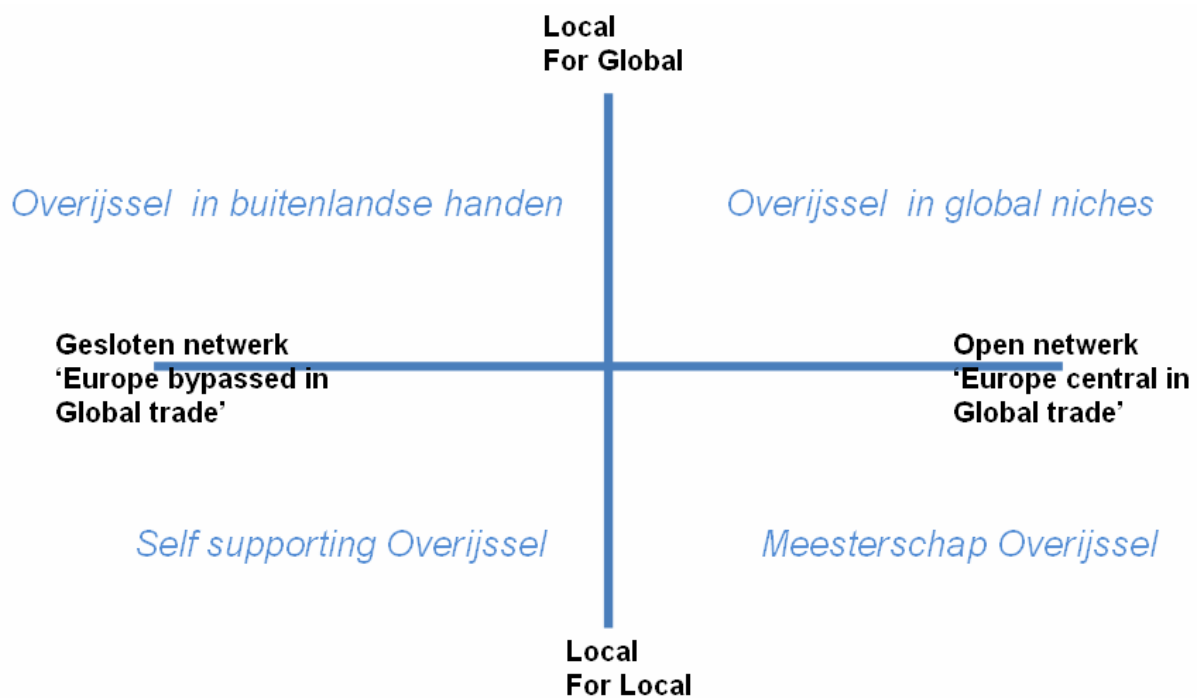 Local
For Global
Overijssel in buitenlandse handen
Overijssel in global niches
Gesloten netwerk
‘Europe bypassed in
Global trade’
Open netwerk
‘Europe central in
Global trade’
Self supporting Overijssel
Meesterschap Overijssel
Local
For Local